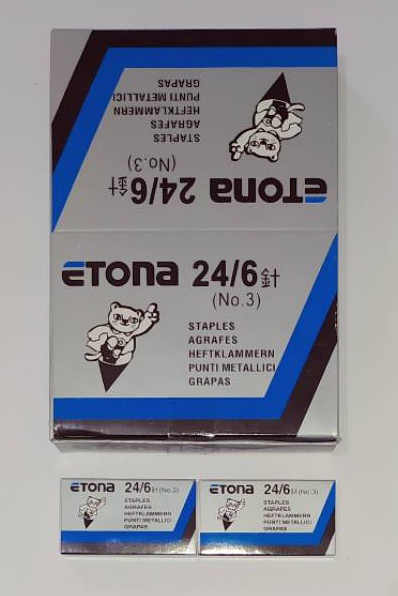 ETONA 24/6針
(No.3)
STAPLES
AGRAFES
HEFTKLAMMERN
PUNTI METALLICI
GRAPAS
ETONA 24/6針
(No.3)
STAPLES
AGRAFES
HEFTKLAMMERN
PUNTI METALLICI
GRAPAS
ETONA 24/6針(No.3)
STAPLES
AGRAFES
HEFTKLAMMERN
PUNTI METALLICI
GRAPAS
ETONA 24/6針(No.3)
STAPLES
AGRAFES
HEFTKLAMMERN
PUNTI METALLICI
GRAPAS